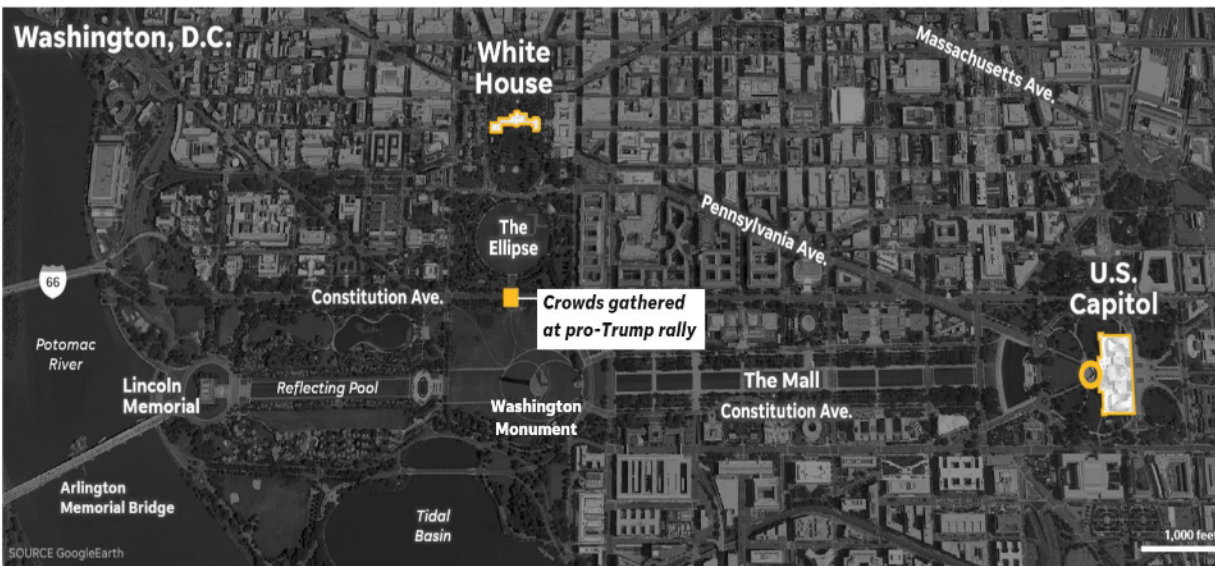 Washington, D.C.
White
House
Massachusetts Ave.
Pennsylvania Ave.
The
Ellipse
66
Constitution Ave.
Crowds gathered
at pro-Trump rally
U.S.
Capitol
Potomac
River
Lincoln
Memorial
Reflecting Pool
The Mall
Washington
Monument
Constitution Ave.
Arlington
Memorial Bridge
Tidal
Basin
SOURCE GoogleEarth
1,000 feet